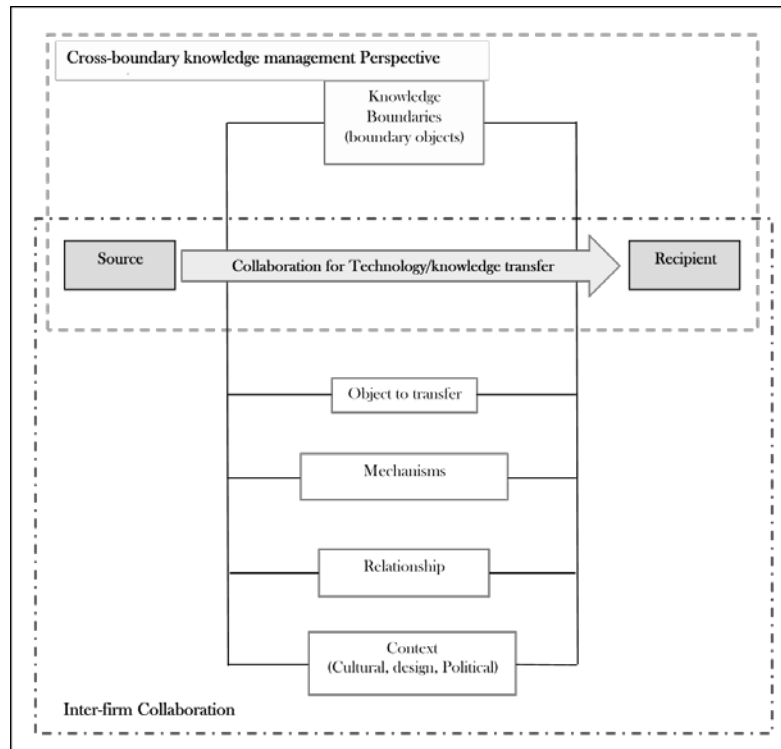 Cross-boundary knowledge management Perspective
Knowledge
Boundaries
(boundary objects)
Source
Collaboration for Technology/knowledge transfer
Recipient
Object to transfer
Mechanisms
Relationship
Context
(Cultural, design, Political)
Inter-firm Collaboration